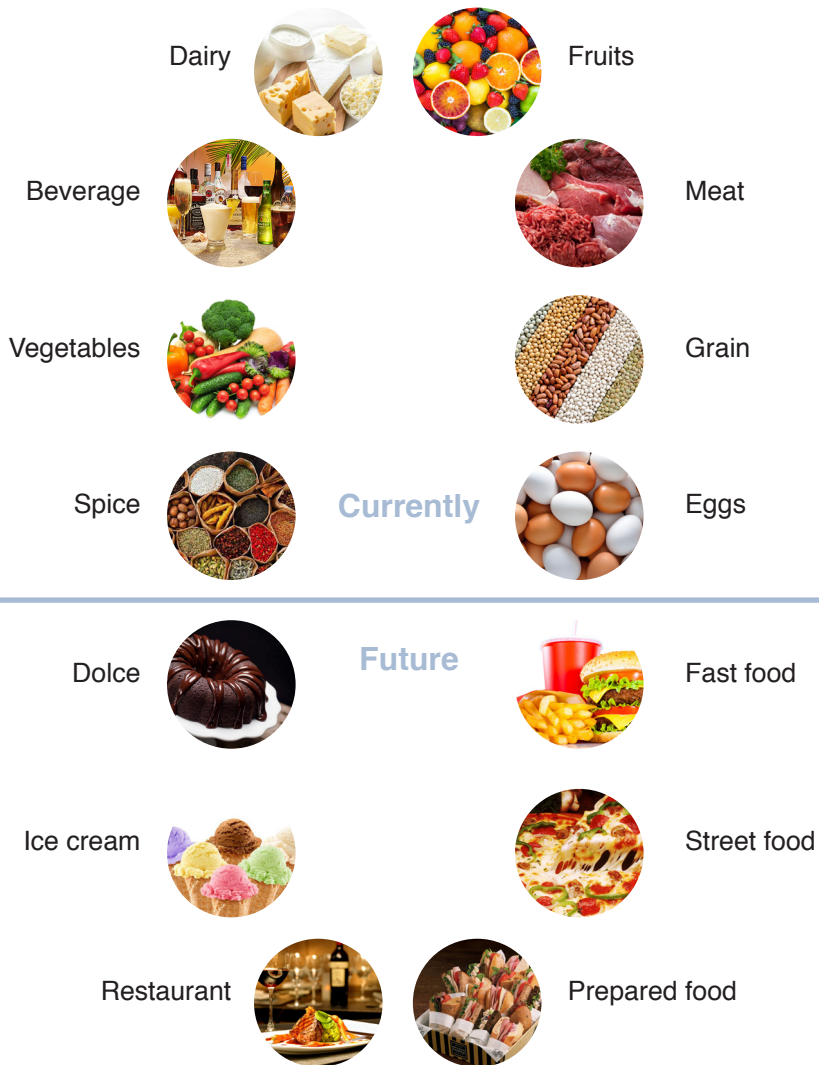 Dairy
Fruits
Beverage
Meat
Vegetables
Grain
Spice
Currently
Eggs
Dolce
Future
Fast food
Ice cream
Street food
Restaurant
Prepared food